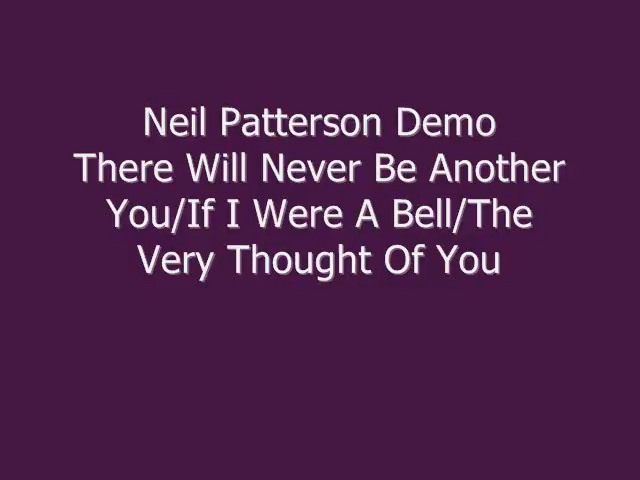 Neil Patterson Demo
There Will Never Be Another
You/If I Were A Bell/The
Very Thought Of You